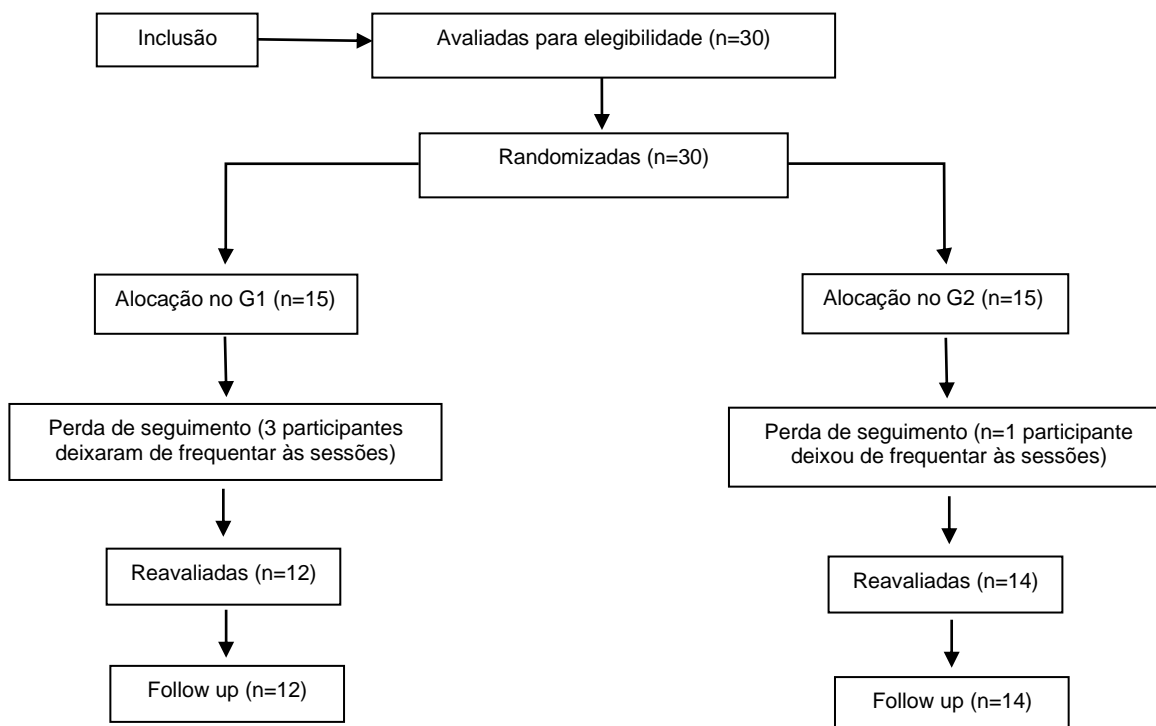 Inclusão
Avaliadas para elegibilidade (n=30)
Randomizadas (n=30)
Alocação no G1 (n=15)
Alocação no G2 (n=15)
Perda de seguimento (3 participantes
deixaram de frequentar às sessões)
Perda de seguimento (n=1 participante
deixou de frequentar às sessões)
Reavaliadas (n=12)
Reavaliadas (n=14)
Follow up (n=12)
Follow up (n=14)